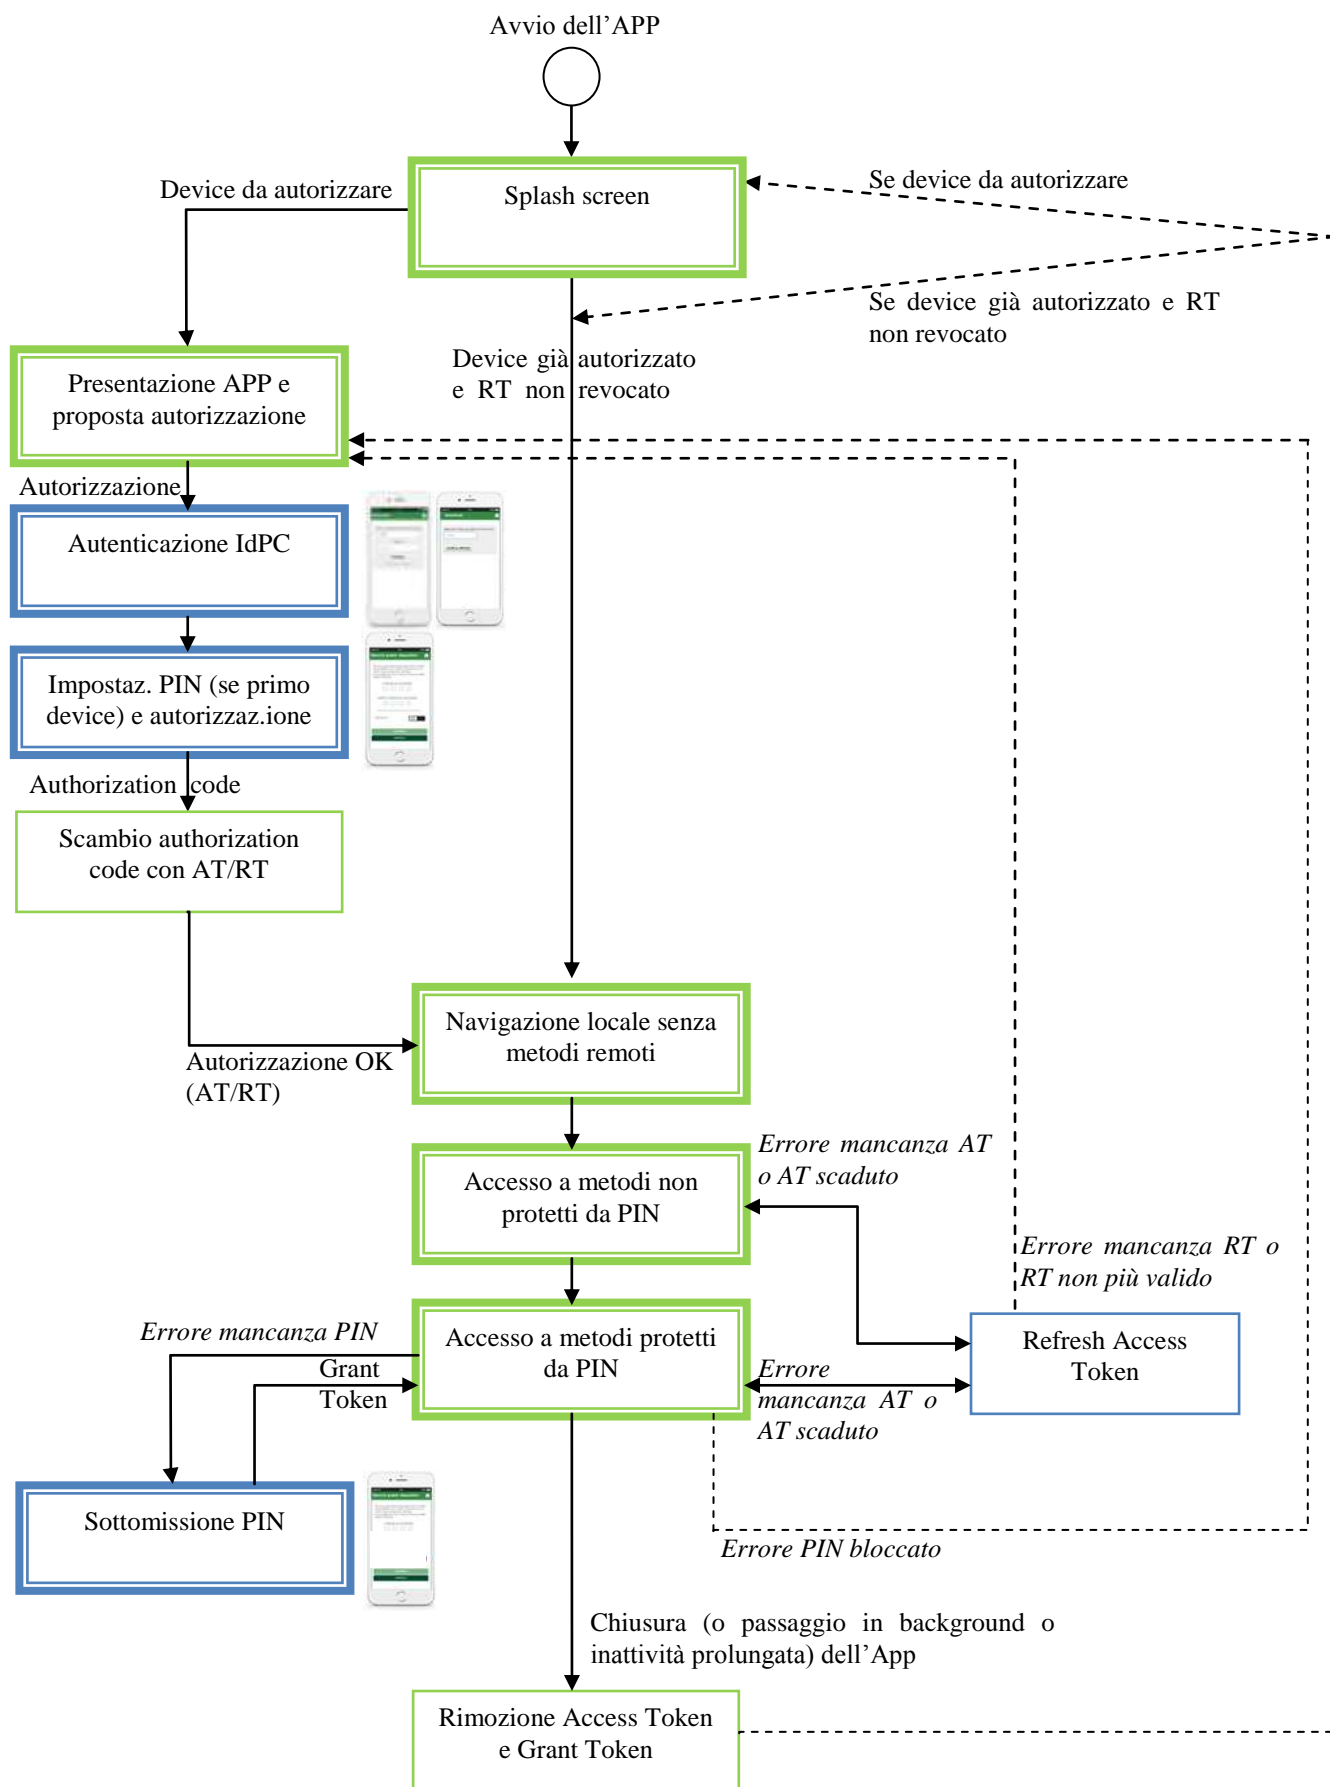 Avvio dell'APP
Device da autorizzare
Splash screen
Se device da autorizzare
Se device già autorizzato e RT
non revocato
Device già autorizzato
e RT non revocato
Presentazione APP e
proposta autorizzazione
Autorizzazione
Autenticazione IdPC
Impostaz. PIN (se primo
device) e autorizzaz.ione
Authorization code
Scambio authorization
code con AT/RT
Navigazione locale senza
metodi remoti
Autorizzazione OK
(AT/RT)
Errore mancanza AT
o AT scaduto
Accesso a metodi non
protetti da PIN
Errore mancanza RT o
RT non più valido
Errore mancanza PIN
Accesso a metodi protetti
da PIN
Refresh Access
Token
Grant
Token
Errore
mancanza AT o
AT scaduto
Sottomissione PIN
Errore PIN bloccato
Chiusura (o passaggio in background o
inattività prolungata) dell'App
Rimozione Access Token
e Grant Token